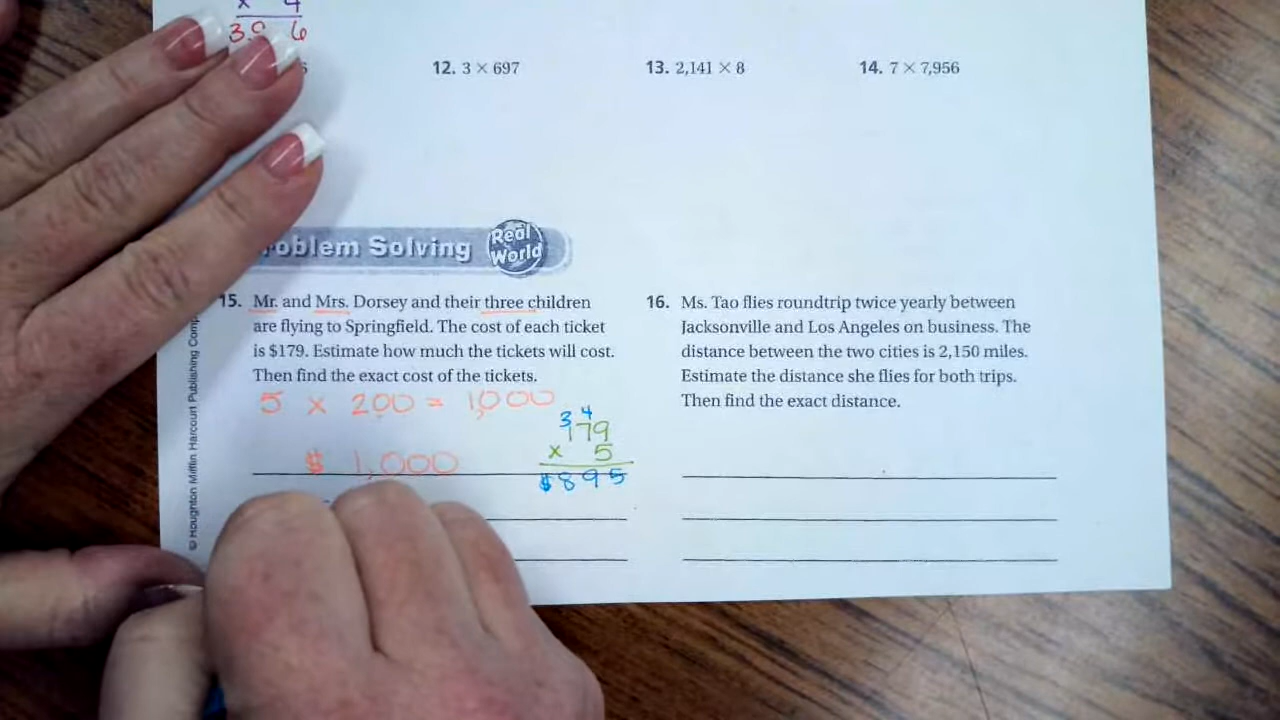 x 4
12. 3 × 697
13. 2,141 × 8
14. 7 × 7,956
oblem Solving
Real World
15. Mr. and Mrs. Dorsey and their three children
are flying to Springfield. The cost of each ticket
is $179. Estimate how much the tickets will cost.
Then find the exact cost of the tickets.
5 x 200 = 1,000
$ 1,000
3 4
179
x 5
$895
16. Ms. Tao flies roundtrip twice yearly between
Jacksonville and Los Angeles on business. The
distance between the two cities is 2,150 miles.
Estimate the distance she flies for both trips.
Then find the exact distance.
© Houghton Mifflin Harcourt Publishing Comp